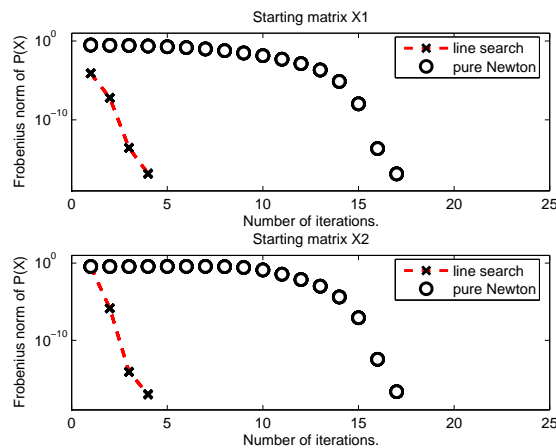 Starting matrix X1
10^0
10^-10
Frobenius norm of P(X)
line search
pure Newton
0 5 10 15 20 25
Number of iterations.
Starting matrix X2
10^0
10^-10
Frobenius norm of P(X)
line search
pure Newton
0 5 10 15 20 25
Number of iterations.